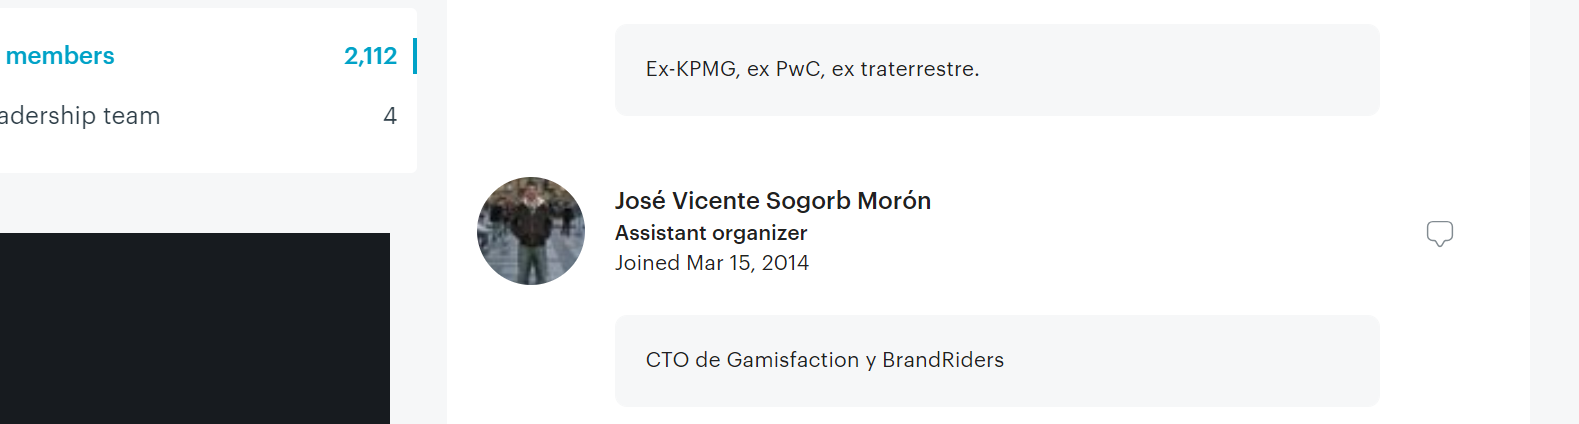 members 2,112
adership team 4
Ex-KPMG, ex PwC, ex traterrestre.
José Vicente Sogorb Morón
Assistant organizer
Joined Mar 15, 2014
CTO de Gamisfaction y BrandRiders